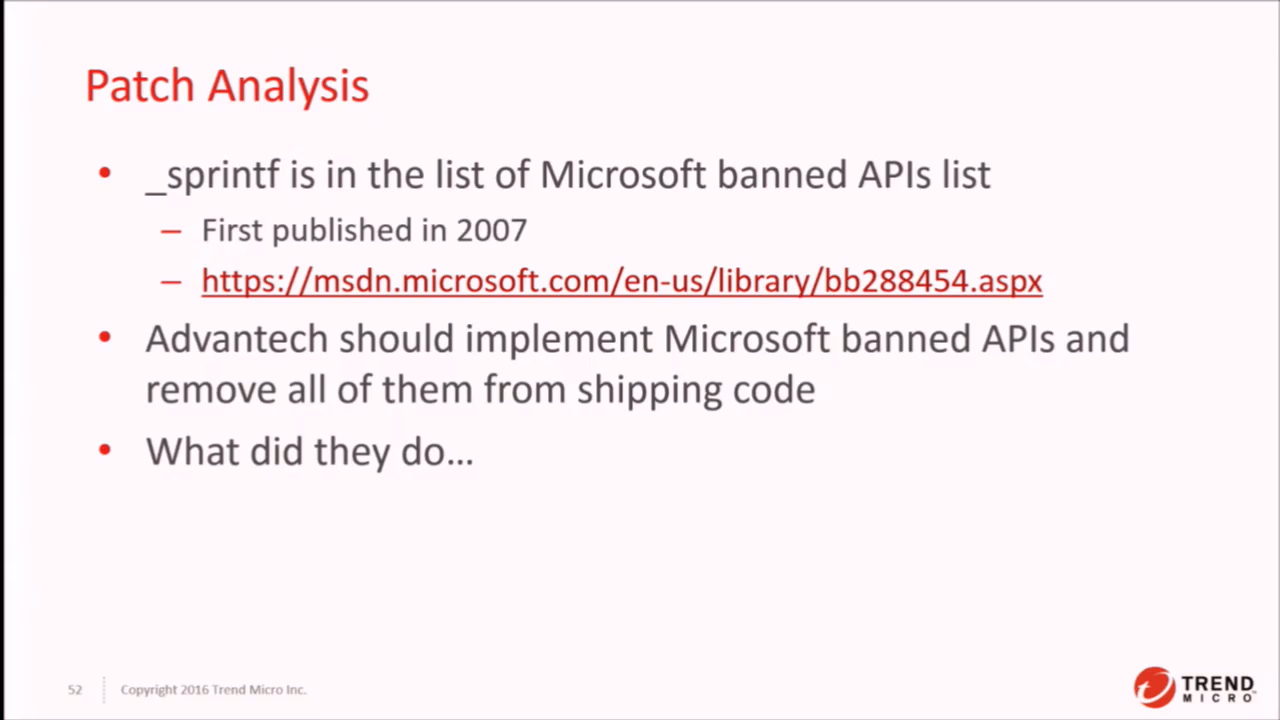 Patch Analysis
• _sprintf is in the list of Microsoft banned APIs list
– First published in 2007
– https://msdn.microsoft.com/en-us/library/bb288454.aspx
• Advantech should implement Microsoft banned APIs and
remove all of them from shipping code
• What did they do…
52
Copyright 2016 Trend Micro Inc.
TREND
MICRO™